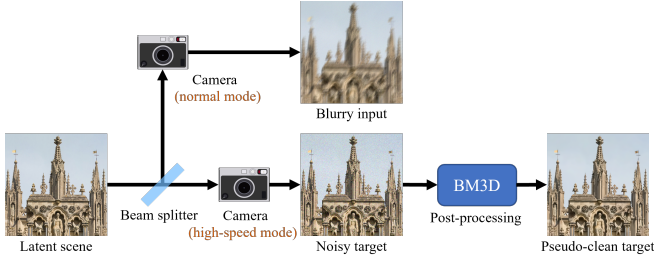 Camera
(normal mode)
Blurry input
BM3D
Beam splitter
Camera
Post-processing
(high-speed mode)
Latent scene
Noisy target
Pseudo-clean target